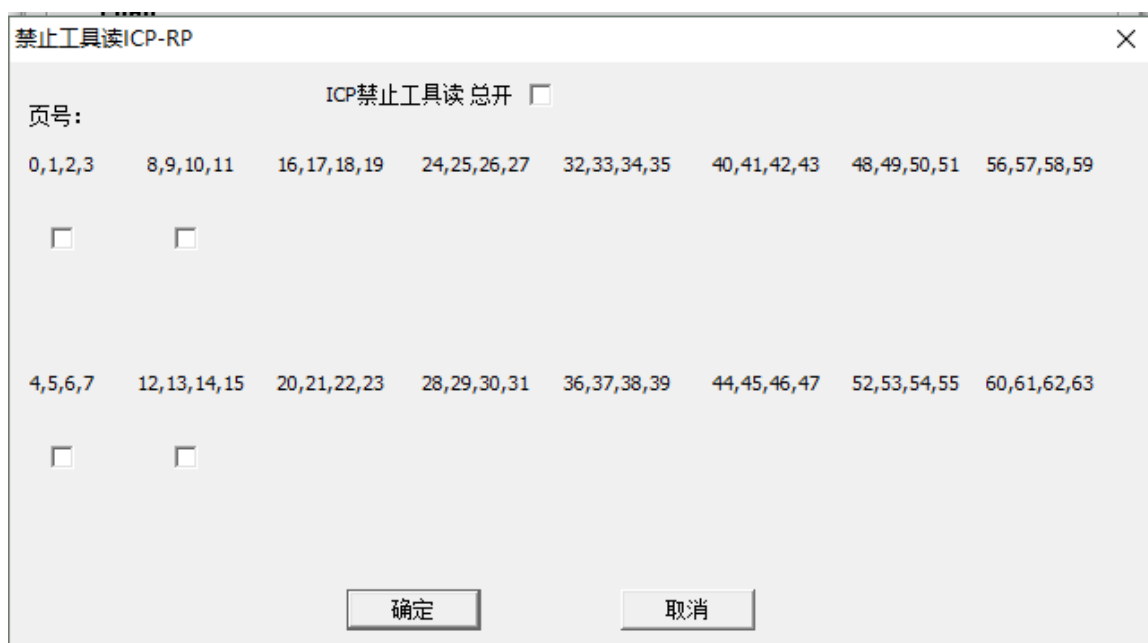 禁止工具读ICP-RP
ICP禁止工具读 总开
页号:
0,1,2,3 8,9,10,11 16,17,18,19 24,25,26,27 32,33,34,35 40,41,42,43 48,49,50,51 56,57,58,59
4,5,6,7 12,13,14,15 20,21,22,23 28,29,30,31 36,37,38,39 44,45,46,47 52,53,54,55 60,61,62,63
确定 取消